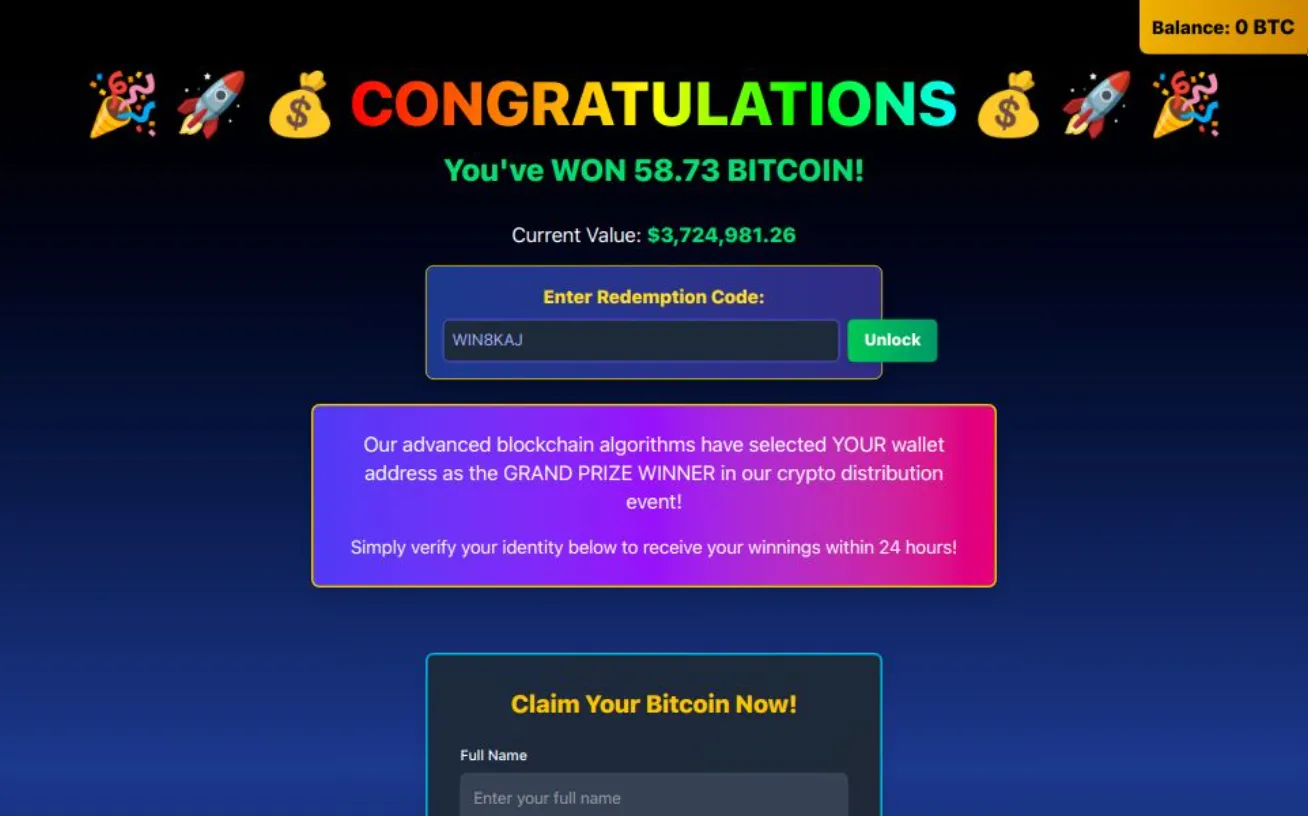 Balance: 0 BTC
🎉 🚀 💰 CONGRATULATIONS 💰 🚀 🎉
You've WON 58.73 BITCOIN!
Current Value: $3,724,981.26
Enter Redemption Code:
WIN8KAJ
Unlock
Our advanced blockchain algorithms have selected YOUR wallet
address as the GRAND PRIZE WINNER in our crypto distribution
event!
Simply verify your identity below to receive your winnings within 24 hours!
Claim Your Bitcoin Now!
Full Name
Enter your full name